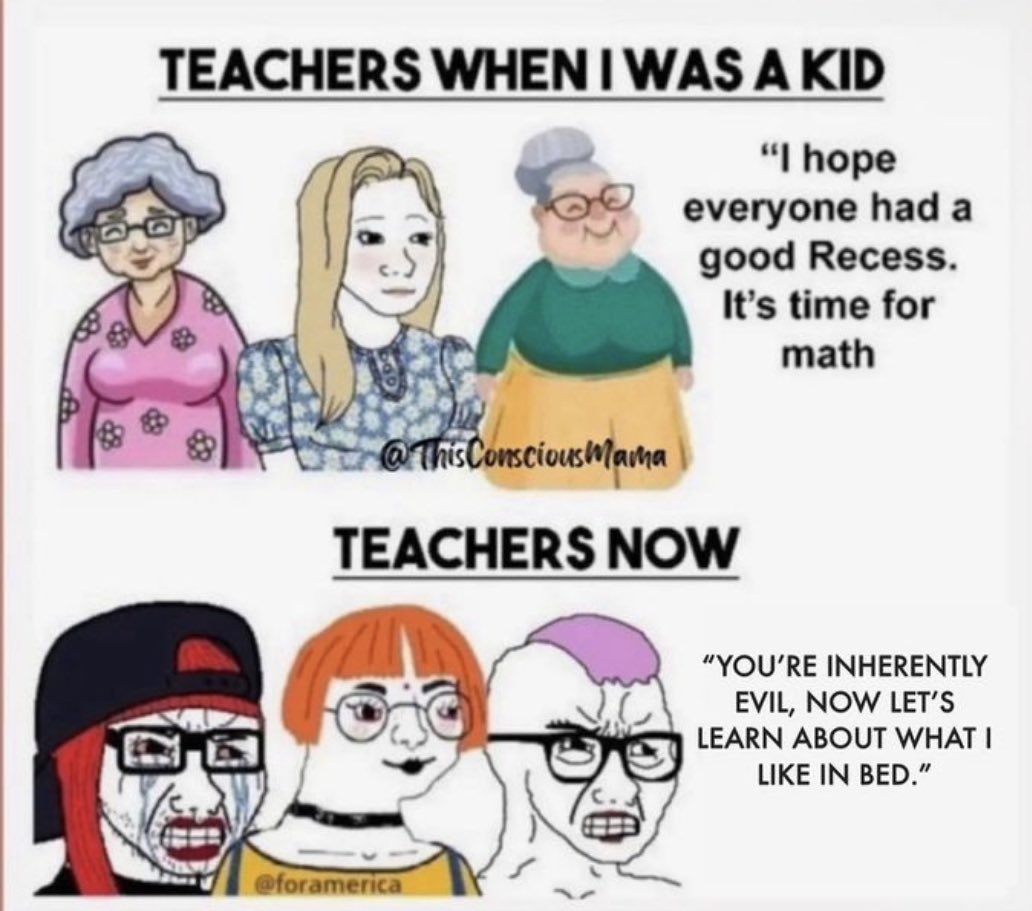 TEACHERS WHEN I WAS A KID
“I hope
everyone had a
good Recess.
It’s time for
math
@ThisConsciousMama
TEACHERS NOW
“YOU’RE INHERENTLY
EVIL, NOW LET’S
LEARN ABOUT WHAT I
LIKE IN BED.”
@foramerica